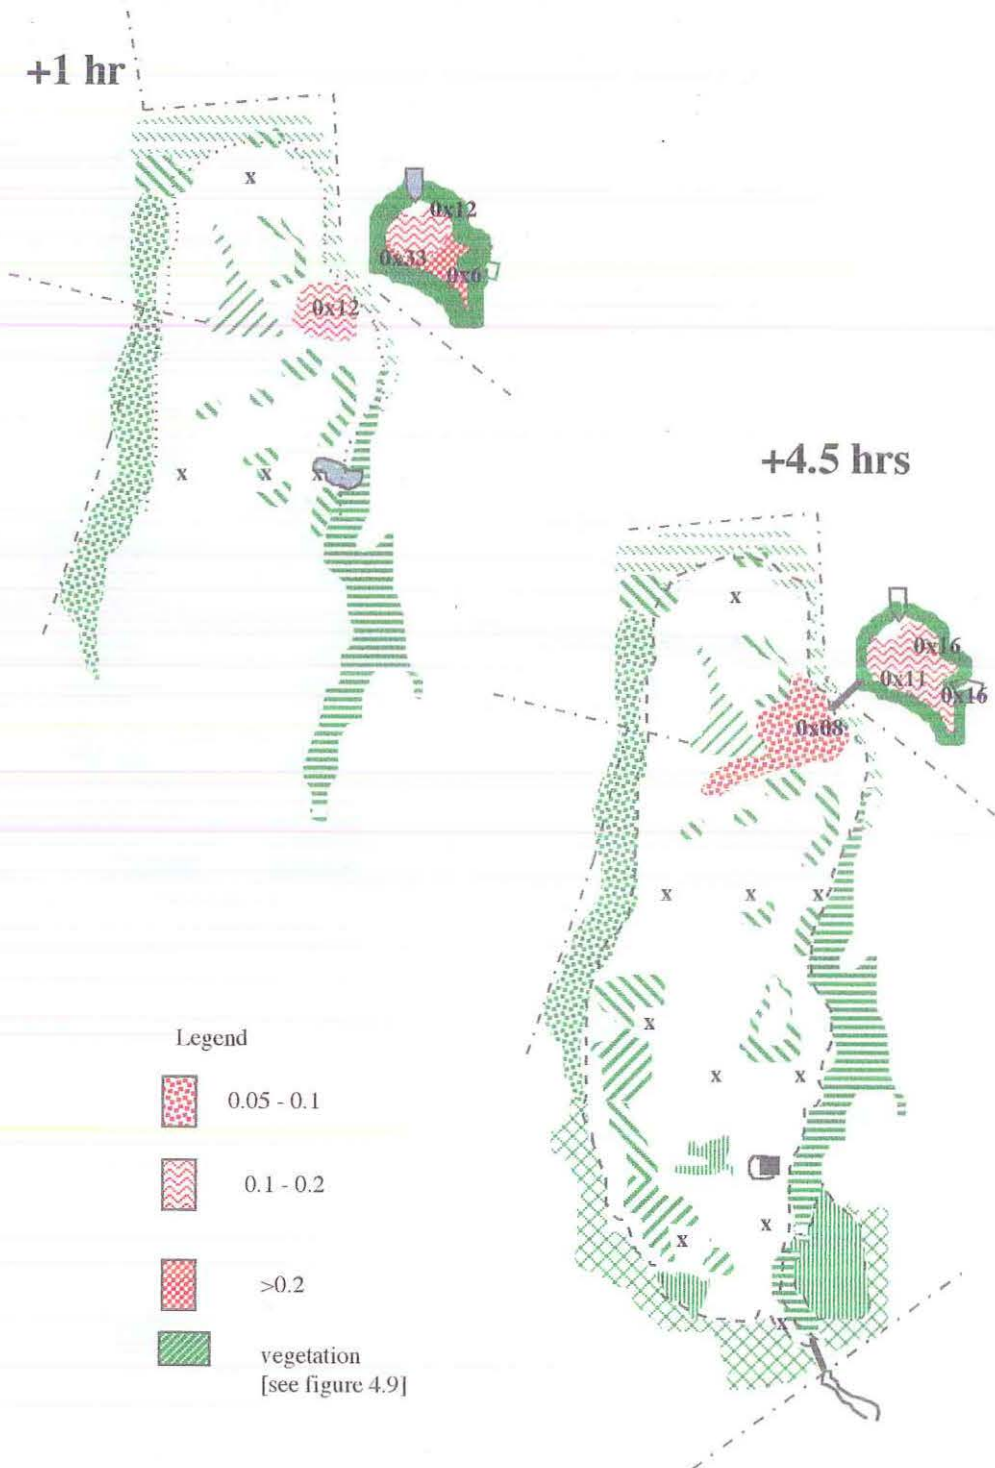 +1 hr
x
0x12
0x33
0x6
0x12
x x x
+4.5 hrs
x
0x16
0x11
0x16
0x08
x x x
x
x x
x
x
x
Legend
0.05 - 0.1
0.1 - 0.2
>0.2
vegetation
[see figure 4.9]